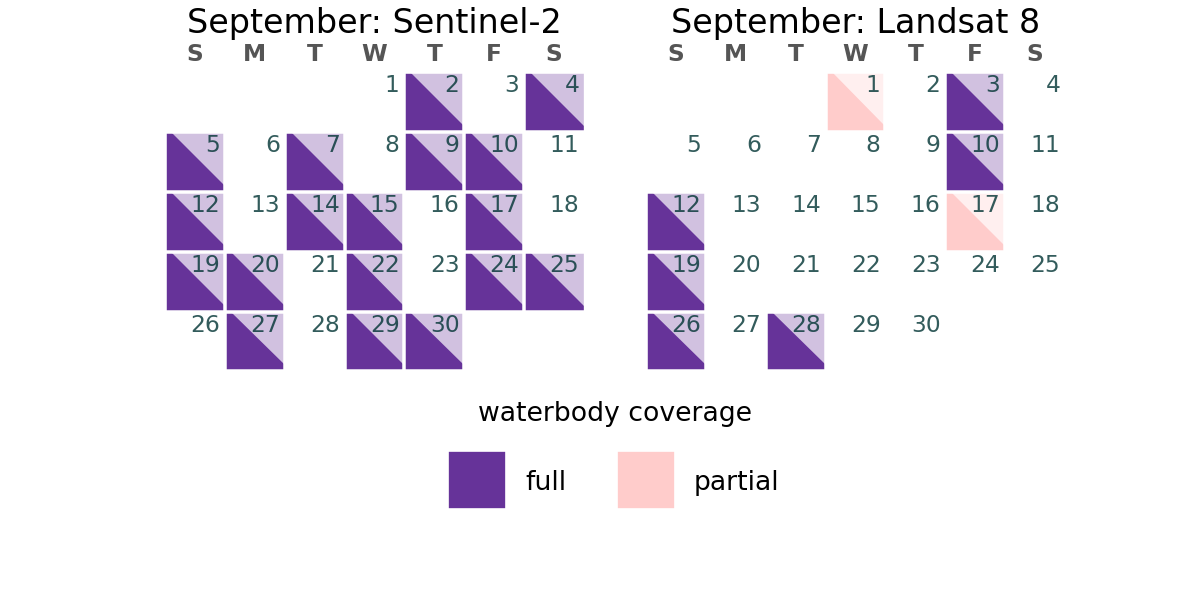 September: Sentinel-2
S M T W T F S
1 2 3 4
5 6 7 8 9 10 11
12 13 14 15 16 17 18
19 20 21 22 23 24 25
26 27 28 29 30
September: Landsat 8
S M T W T F S
1 2 3 4
5 6 7 8 9 10 11
12 13 14 15 16 17 18
19 20 21 22 23 24 25
26 27 28 29 30
waterbody coverage
full partial